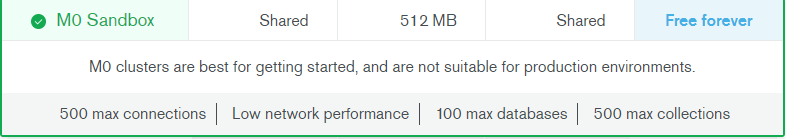 M0 Sandbox Shared 512 MB Shared Free forever
M0 clusters are best for getting started, and are not suitable for production environments.
500 max connections Low network performance 100 max databases 500 max collections